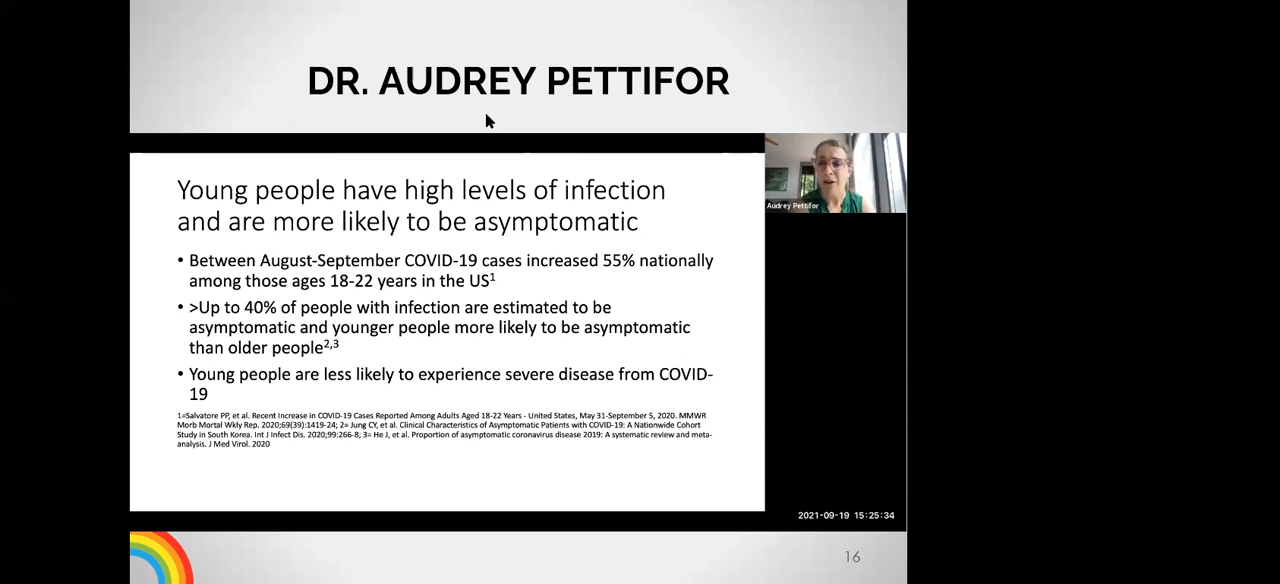 DR. AUDREY PETTIFOR
Young people have high levels of infection
and are more likely to be asymptomatic
• Between August-September COVID-19 cases increased 55% nationally
among those ages 18-22 years in the US¹
• >Up to 40% of people with infection are estimated to be
asymptomatic and younger people more likely to be asymptomatic
than older people²,³
• Young people are less likely to experience severe disease from COVID-
19
1=Salvatore PP, et al. Recent Increase in COVID-19 Cases Reported Among Adults Aged 18-22 Years - United States, May 31-September 5, 2020. MMWR
Morb Mortal Wkly Rep. 2020;69(39):1419-24; 2= Jung CY, et al. Clinical Characteristics of Asymptomatic Patients with COVID-19: A Nationwide Cohort
Study in South Korea. Int J Infect Dis. 2020;99:266-8; 3= He J, et al. Proportion of asymptomatic coronavirus disease 2019: A systematic review and meta-
analysis. J Med Virol. 2020
Audrey Pettifor
2021-09-19 15:25:34
16